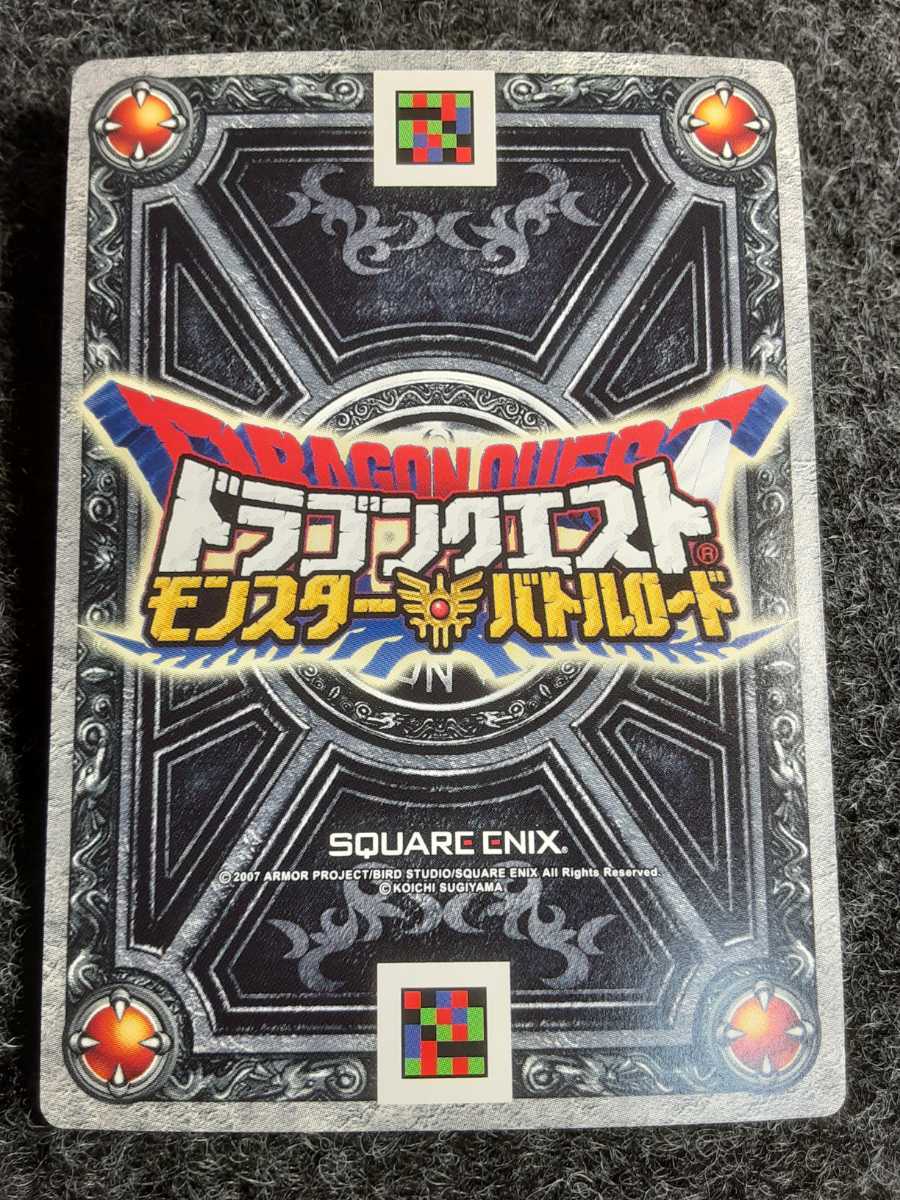 DRAGON QUEST
ドラゴンクエスト®
モンスターバトルロード
SQUARE ENIX®
©2007 ARMOR PROJECT/BIRD STUDIO/SQUARE ENIX All Rights Reserved.
©KOICHI SUGIYAMA